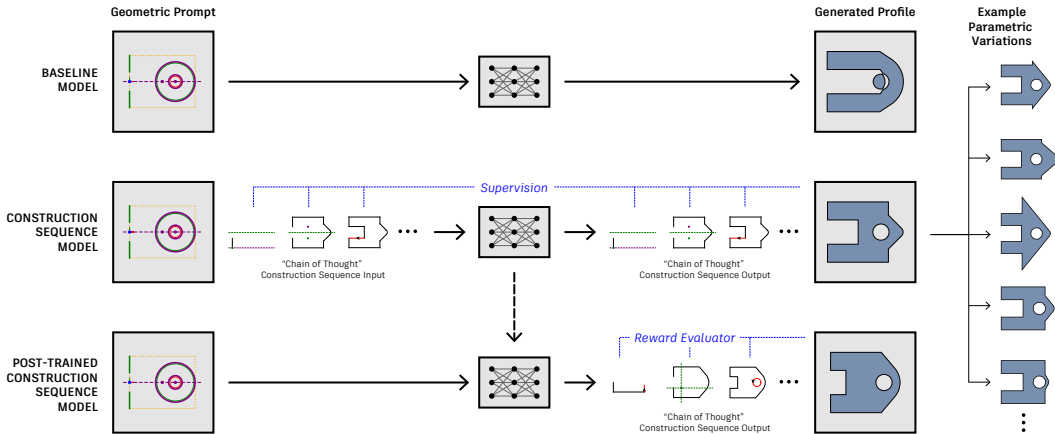 Geometric Prompt
Generated Profile
Example
Parametric
Variations
BASELINE
MODEL
CONSTRUCTION
SEQUENCE
MODEL
Supervision
“Chain of Thought”
Construction Sequence Input
“Chain of Thought”
Construction Sequence Output
POST-TRAINED
CONSTRUCTION
SEQUENCE
MODEL
Reward Evaluator
“Chain of Thought”
Construction Sequence Output